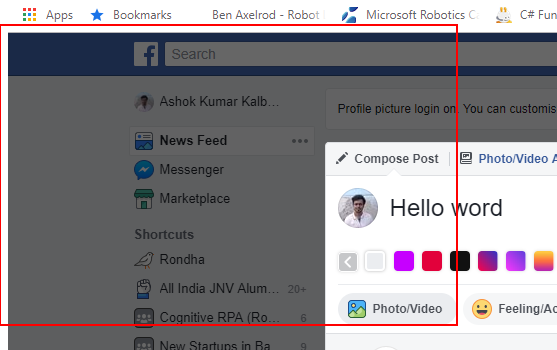 Apps Bookmarks Ben Axelrod - Robot Microsoft Robotics C C# Fun
f Search
Ashok Kumar Kalb...
Profile picture login on. You can customis
News Feed
Compose Post Photo/Video A
Messenger
Hello word
Marketplace
Shortcuts
Rondha
All India JNV Alum... 20+
Photo/Video Feeling/Ac
Cognitive RPA (Ro... 6
New Startups in Ba... 9